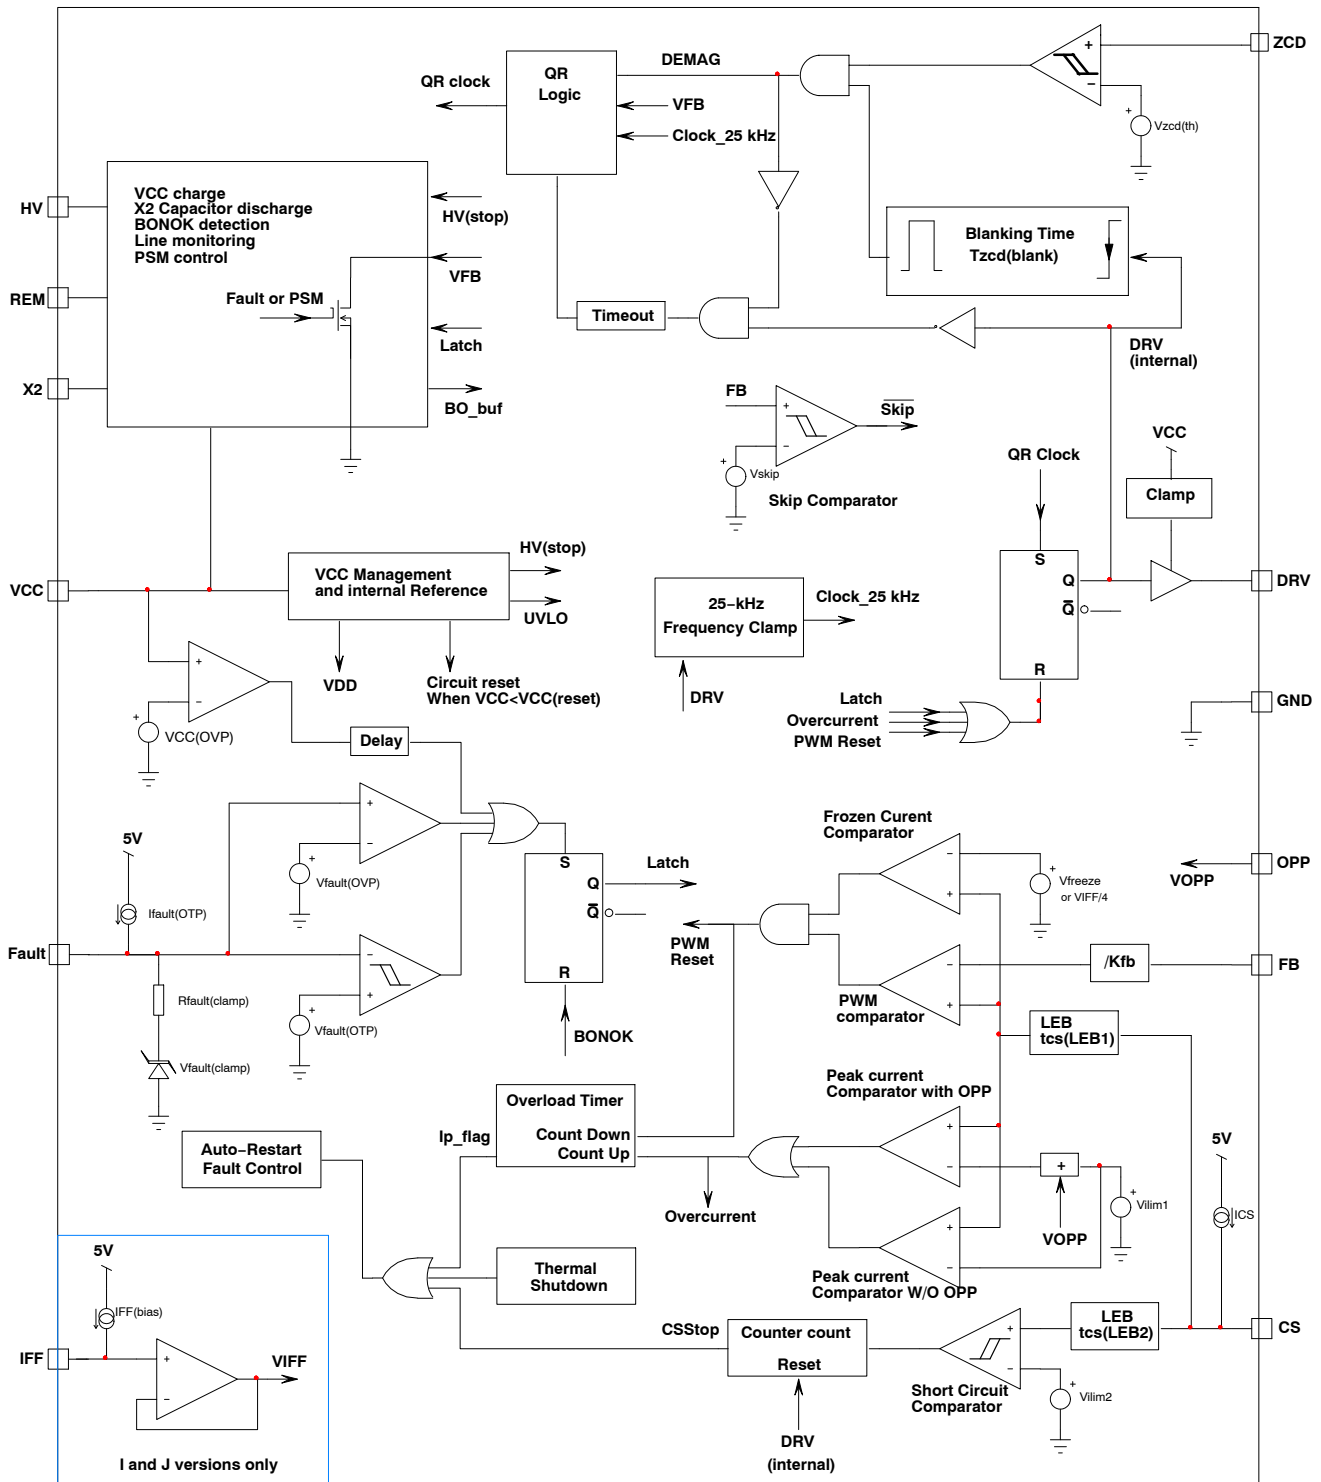 ZCD
DEMAG
QR
Logic
QR clock
VFB
Clock_25 kHz
+
−
+
Vzcd(th)
VCC charge
X2 Capacitor discharge
BONOK detection
Line monitoring
PSM control
HV
HV(stop)
Blanking Time
Tzcd(blank)
VFB
REM
Fault or PSM
Timeout
Latch
DRV
(internal)
X2
BO_buf
FB
+
Skip
−
+
Vskip
Skip Comparator
VCC
QR Clock
Clamp
HV(stop)
VCC Management
and internal Reference
S
VCC
Q
DRV
UVLO
25−kHz
Frequency Clamp
Clock_25 kHz
Q
+
−
+
VCC(OVP)
VDD
Circuit reset
When VCC<VCC(reset)
R
DRV
Latch
Overcurrent
PWM Reset
GND
Delay
+
−
+
Vfault(OVP)
5V
Frozen Curent
Comparator
−
+
+
Vfreeze
or VIFF/4
S
Q
Latch
Q
OPP
VOPP
Ifault(OTP)
Fault
−
+
+
Vfault(OTP)
R
PWM
Reset
−
+
PWM
comparator
/Kfb
FB
Rfault(clamp)
BONOK
LEB
tcs(LEB1)
Vfault(clamp)
Peak current
Comparator with OPP
Overload Timer
Count Down
Count Up
Ip_flag
+
−
+
+
Vilim1
5V
Auto−Restart
Fault Control
Overcurrent
VOPP
ICS
+
−
Peak current
Comparator W/O OPP
5V
Thermal
Shutdown
IFF(bias)
CSStop
Counter count
Reset
+
−
LEB
tcs(LEB2)
CS
IFF
+
−
VIFF
Short Circuit
Comparator
+
Vilim2
DRV
(internal)
I and J versions only